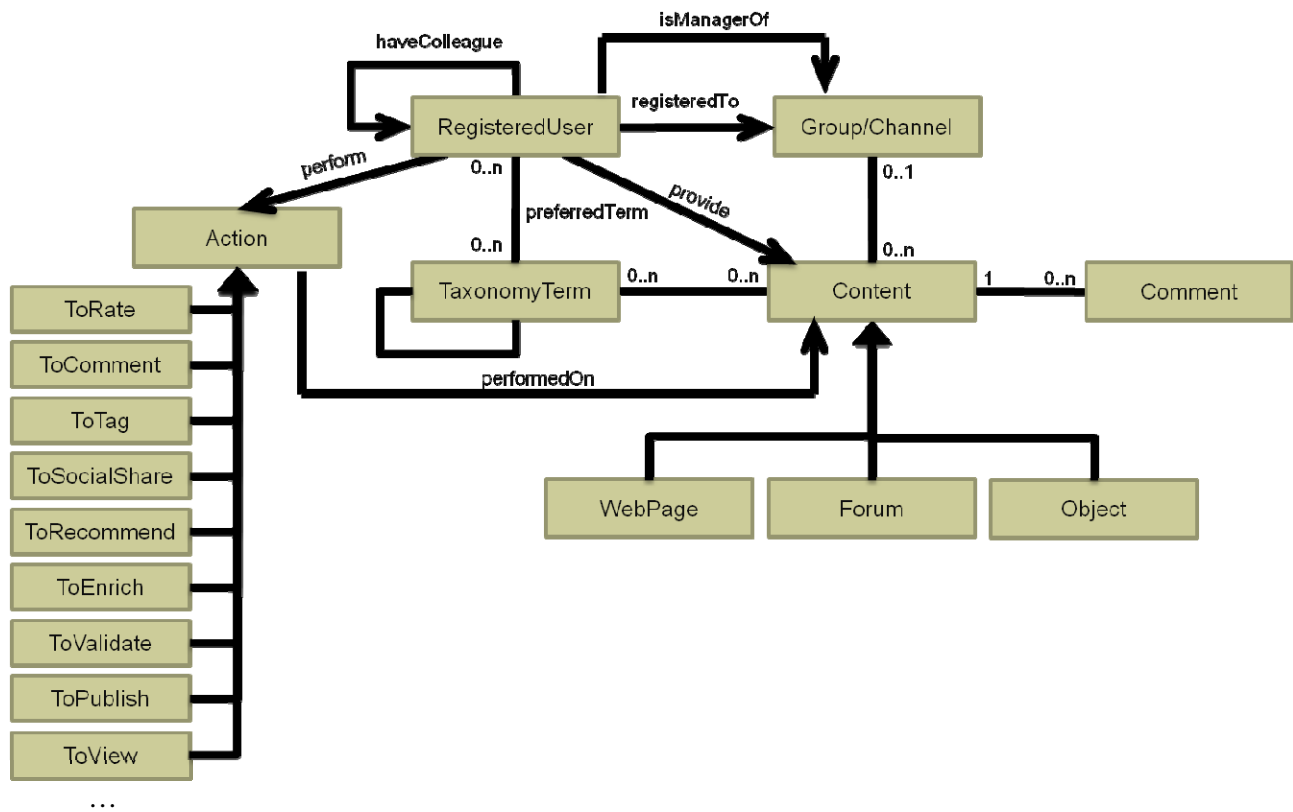 isManagerOf
haveColleague
registeredTo
RegisteredUser
Group/Channel
perform
0..n
provide
0..1
preferredTerm
Action
0..n
0..n
TaxonomyTerm
0..n
0..n
Content
1
0..n
Comment
performedOn
ToRate
ToComment
ToTag
ToSocialShare
ToRecommend
ToEnrich
ToValidate
ToPublish
ToView
...
WebPage
Forum
Object